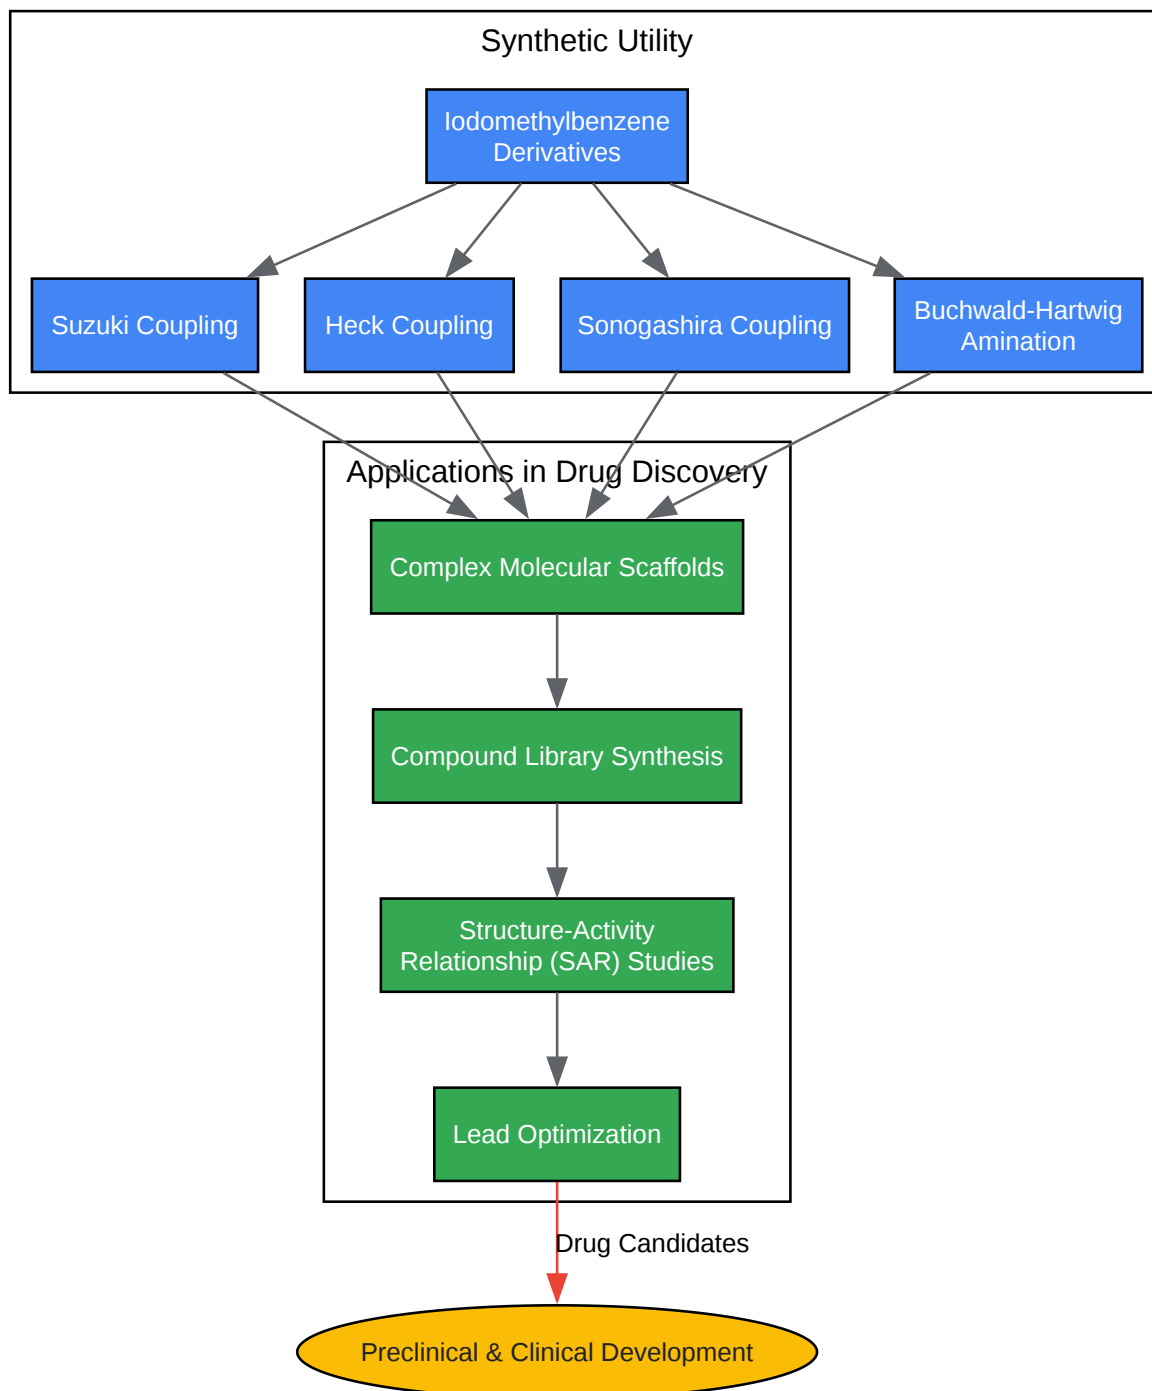 Synthetic Utility
Iodomethylbenzene
Derivatives
Suzuki Coupling
Heck Coupling
Sonogashira Coupling
Buchwald-Hartwig
Amination
Applications in Drug Discovery
Complex Molecular Scaffolds
Compound Library Synthesis
Structure-Activity
Relationship (SAR) Studies
Lead Optimization
Drug Candidates
Preclinical & Clinical Development